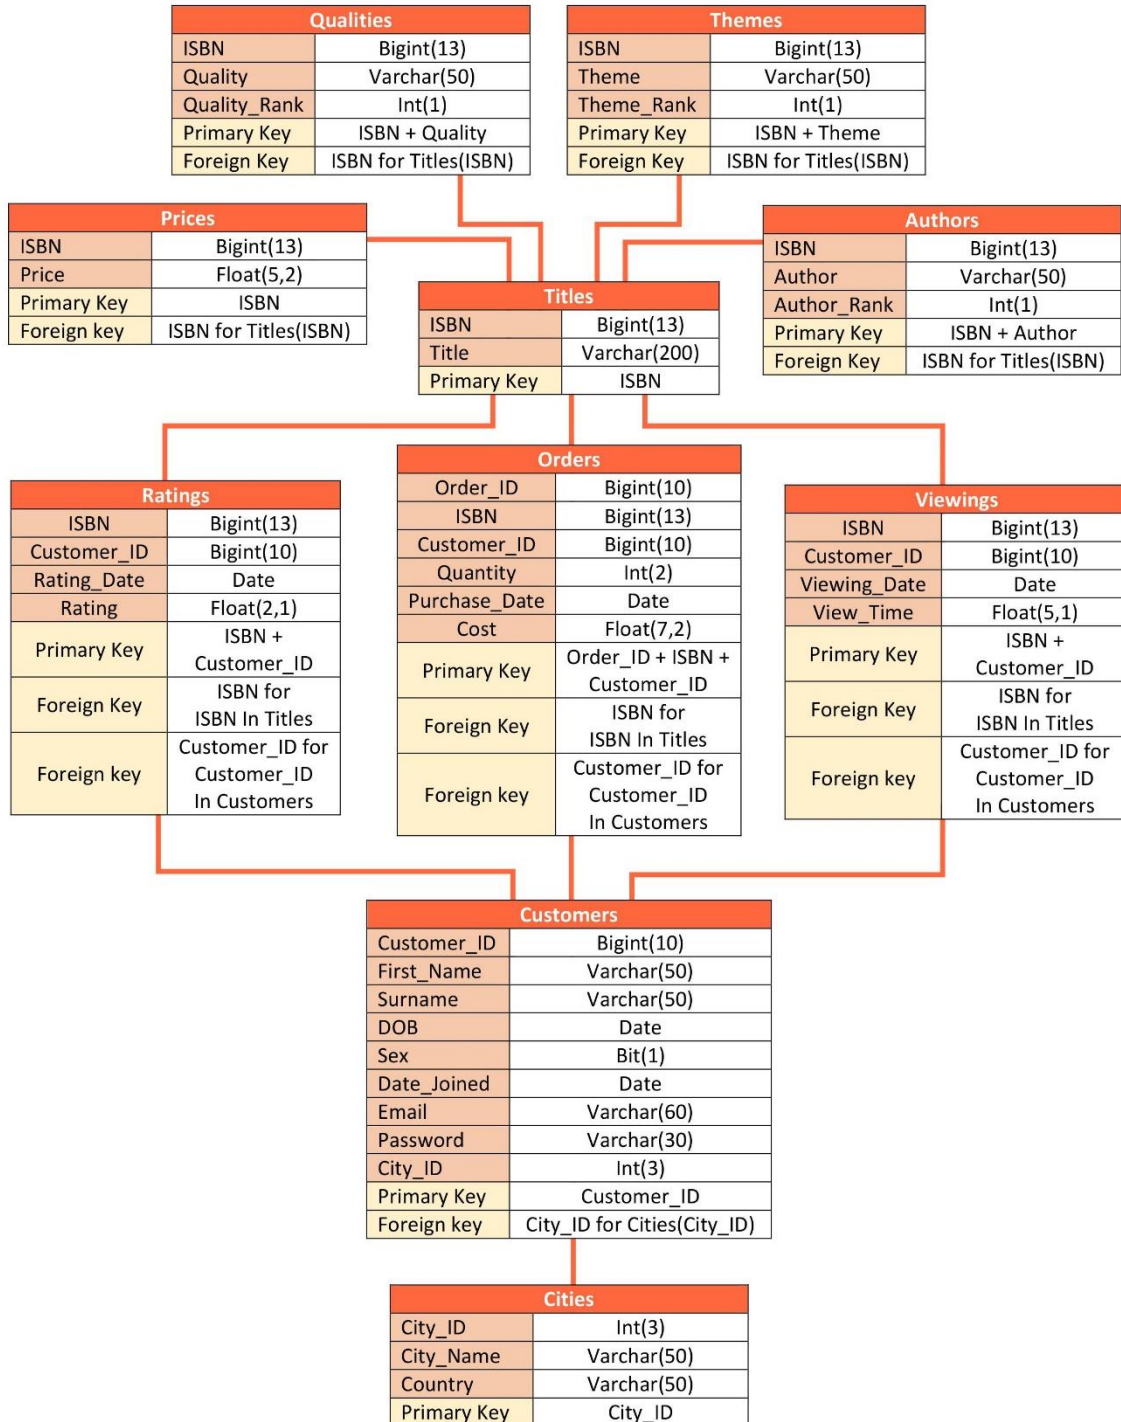 Qualities
ISBN Bigint(13)
Quality Varchar(50)
Quality_Rank Int(1)
Primary Key ISBN + Quality
Foreign Key ISBN for Titles(ISBN)
Themes
ISBN Bigint(13)
Theme Varchar(50)
Theme_Rank Int(1)
Primary Key ISBN + Theme
Foreign Key ISBN for Titles(ISBN)
Prices
ISBN Bigint(13)
Price Float(5,2)
Primary Key ISBN
Foreign key ISBN for Titles(ISBN)
Titles
ISBN Bigint(13)
Title Varchar(200)
Primary Key ISBN
Authors
ISBN Bigint(13)
Author Varchar(50)
Author_Rank Int(1)
Primary Key ISBN + Author
Foreign Key ISBN for Titles(ISBN)
Ratings
ISBN Bigint(13)
Customer_ID Bigint(10)
Rating_Date Date
Rating Float(2,1)
Primary Key ISBN +
Customer_ID
Foreign Key ISBN for
ISBN In Titles
Foreign key Customer_ID for
Customer_ID
In Customers
Orders
Order_ID Bigint(10)
ISBN Bigint(13)
Customer_ID Bigint(10)
Quantity Int(2)
Purchase_Date Date
Cost Float(7,2)
Primary Key Order_ID + ISBN +
Customer_ID
Foreign Key ISBN for
ISBN In Titles
Foreign key Customer_ID for
Customer_ID
In Customers
Viewings
ISBN Bigint(13)
Customer_ID Bigint(10)
Viewing_Date Date
View_Time Float(5,1)
Primary Key ISBN +
Customer_ID
Foreign Key ISBN for
ISBN In Titles
Foreign key Customer_ID for
Customer_ID
In Customers
Customers
Customer_ID Bigint(10)
First_Name Varchar(50)
Surname Varchar(50)
DOB Date
Sex Bit(1)
Date_Joined Date
Email Varchar(60)
Password Varchar(30)
City_ID Int(3)
Primary Key Customer_ID
Foreign key City_ID for Cities(City_ID)
Cities
City_ID Int(3)
City_Name Varchar(50)
Country Varchar(50)
Primary Key City_ID